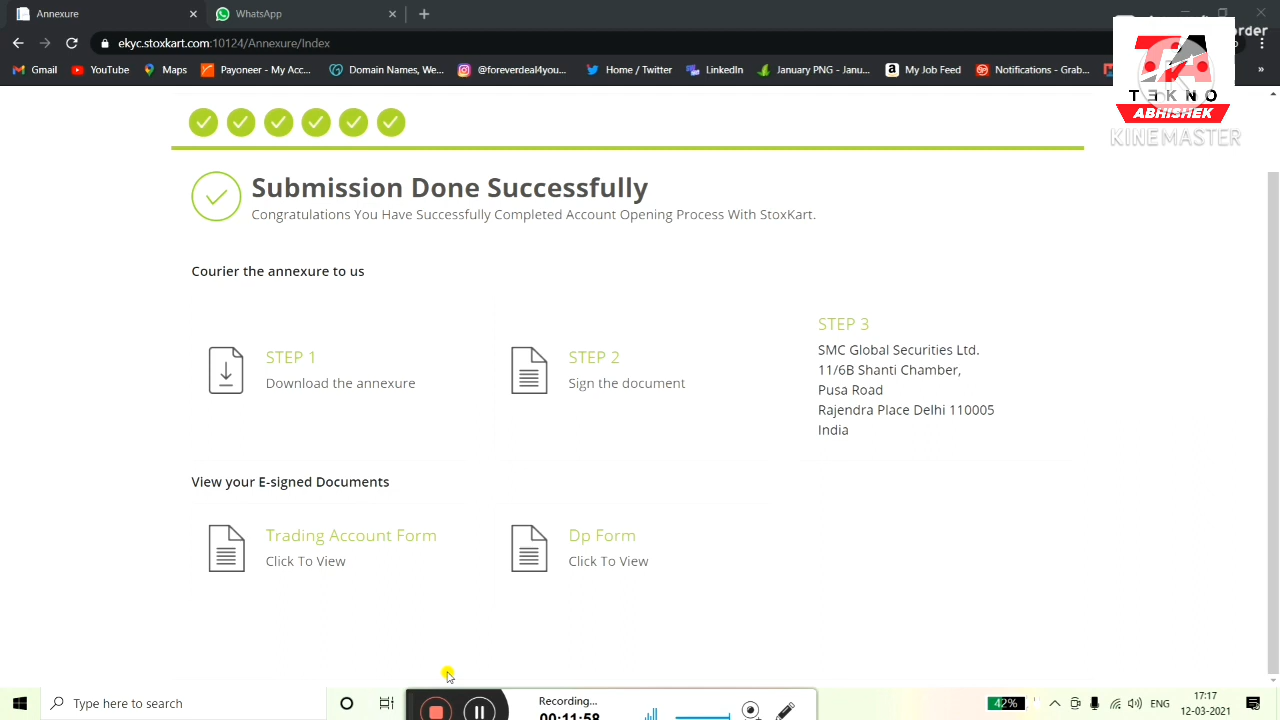 Annexure
WhatsApp
ekyc.stoxkart.com:10124/Annexure/Index
order
Gmail
YouTube
Maps
Payoneer - My Acc...
Donatekart - We ca...
Home / Twitter
January PNG - Inu...
My Job Feed
Notifications - Grab...
»
TA
TEKNO
ABHISHEK
KINEMASTER
Submission Done Successfully
Congratulations You Have Successfully Completed Account Opening Process With StoxKart.
Courier the annexure to us
STEP 1
Download the annexure
STEP 2
Sign the document
STEP 3
SMC Global Securities Ltd.
11/6B Shanti Chamber,
Pusa Road
Rajendra Place Delhi 110005
India
View your E-signed Documents
Trading Account Form
Click To View
Dp Form
Click To View
Type here to search
Recording...
00:11:58
42%
ENG
17:17
12-03-2021